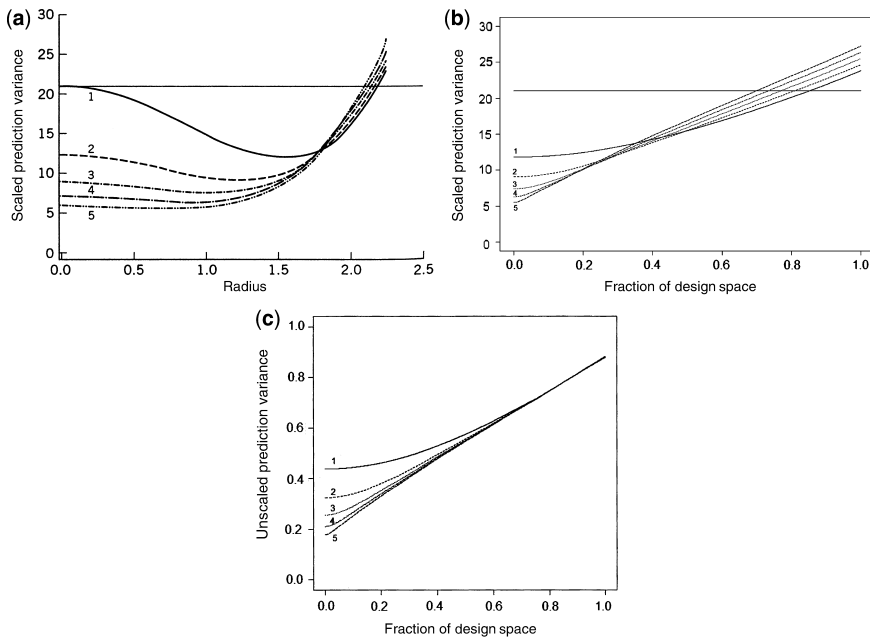 (a)
30
25
20
15
10
5
0
Scaled prediction variance
1
2
3
4
5
0.0 0.5 1.0 1.5 2.0 2.5
Radius
(b)
30
25
20
15
10
5
0
Scaled prediction variance
1
2
3
4
5
0.0 0.2 0.4 0.6 0.8 1.0
Fraction of design space
(c)
1.0
0.8
0.6
0.4
0.2
0.0
Unscaled prediction variance
1
2
3
4
5
0.0 0.2 0.4 0.6 0.8 1.0
Fraction of design space